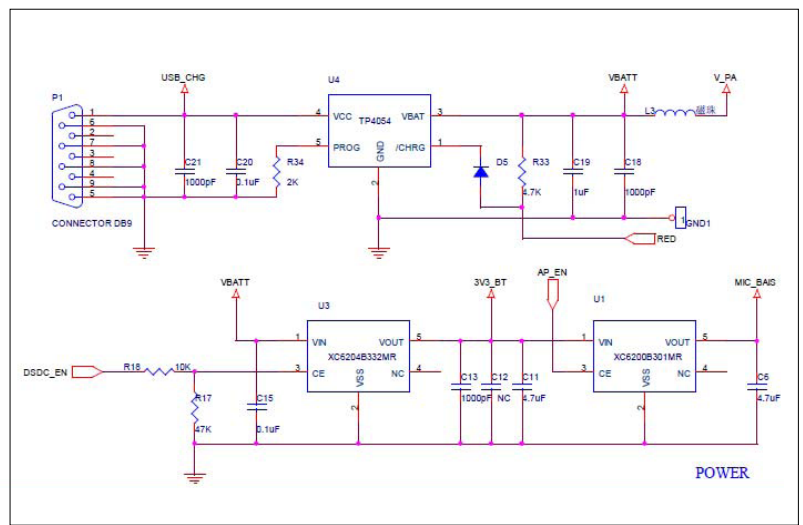 USB_CHG
U4
VBATT
V_PA
P1
L3 磁珠
1
6
2
7
3
8
4
9
5
4 VCC
TP4054
VBAT 3
5 PROG
/CHRG 1
GND
2
C21
1000pF
C20
0.1uF
R34
2K
D5
R33
4.7K
C19
1uF
C18
1000pF
1 GND1
CONNECTOR DB9
RED
VBATT
3V3_BT
AP_EN
MIC_BAIS
U3
U1
1 VIN
VOUT 5
XC6204B332MR
3 CE
NC 4
VSS
2
1 VIN
VOUT 5
XC6200B301MR
3 CE
NC 4
VSS
2
DSDC_EN
R18 10K
R17
47K
C15
0.1uF
C13
1000pF
C12
NC
C11
4.7uF
C6
4.7uF
POWER